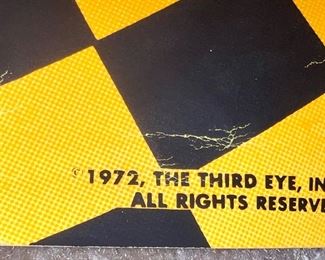 © 1972, THE THIRD EYE, IN
ALL RIGHTS RESERVE